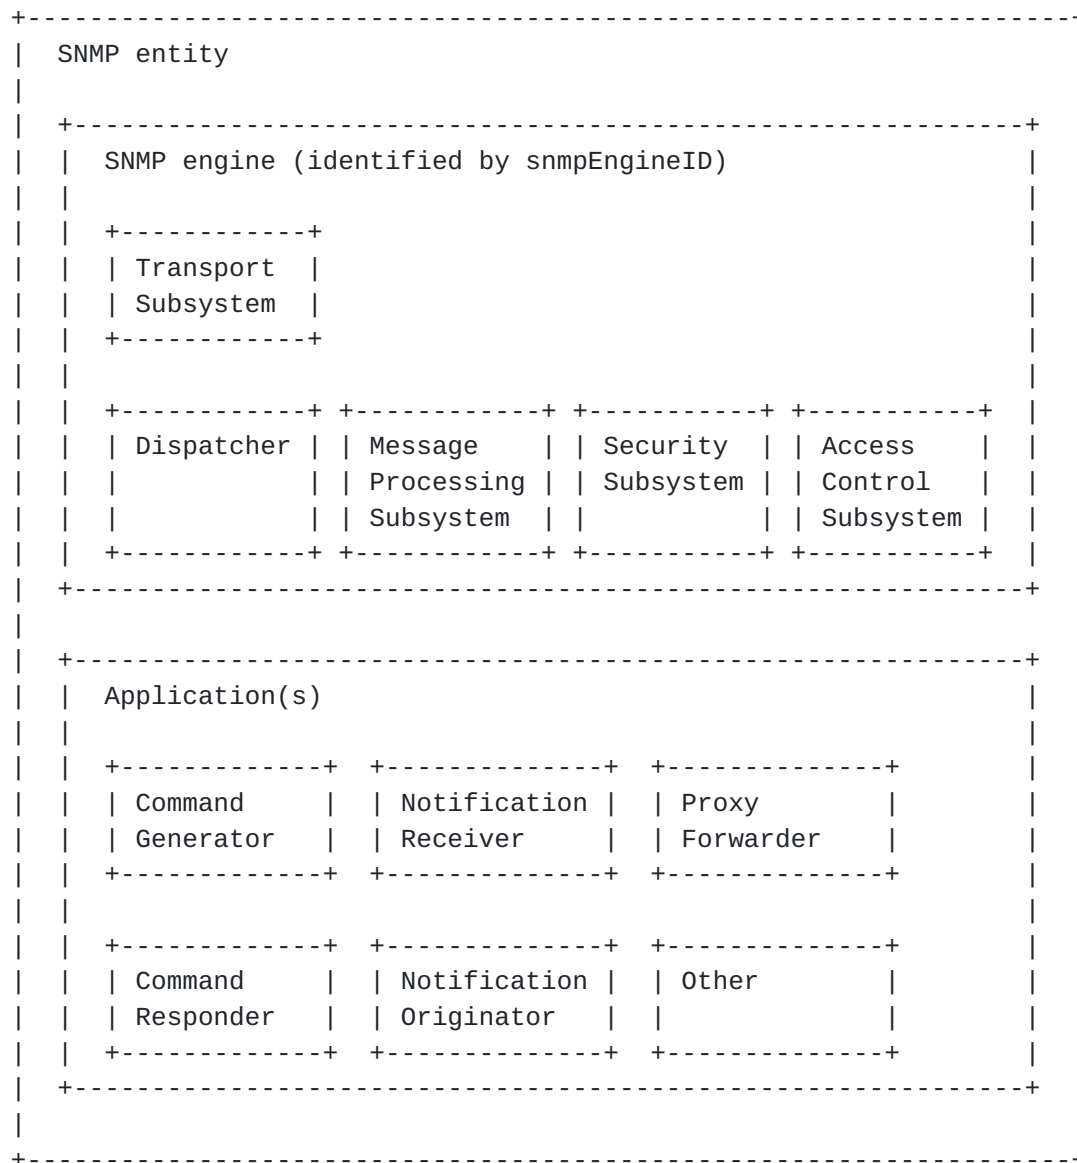 SNMP entity
SNMP engine (identified by snmpEngineID)
Transport
Subsystem
Dispatcher Message Security Access
Processing Subsystem Control
Subsystem Subsystem
Application(s)
Command Notification Proxy
Generator Receiver Forwarder
Command Notification Other
Responder Originator